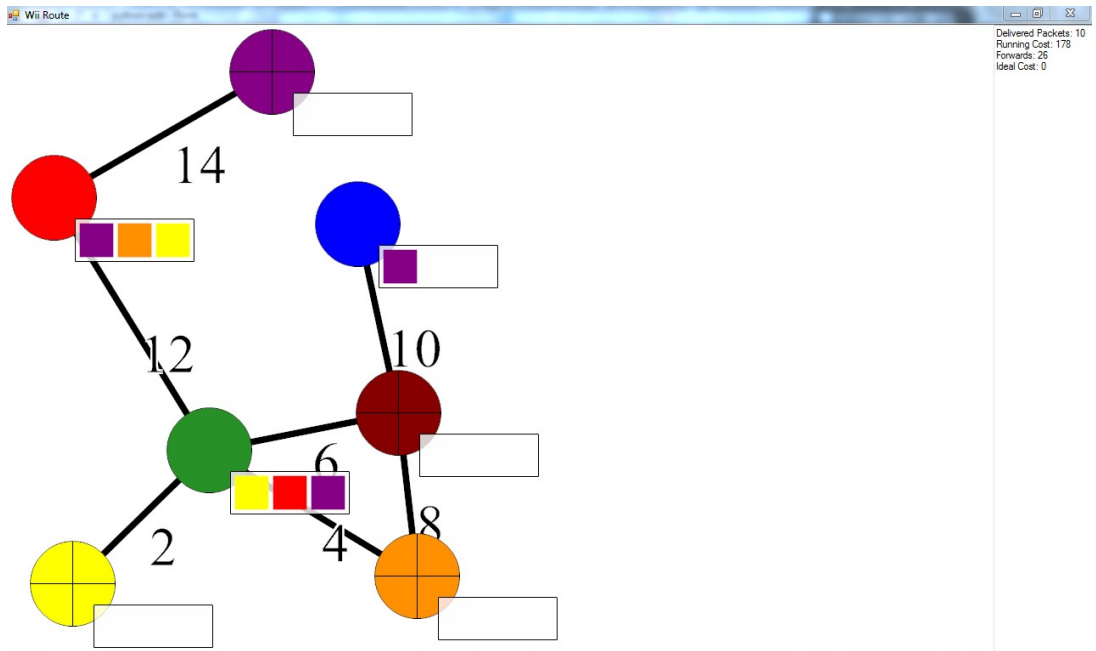 Wii Route
Delivered Packets: 10
Running Cost: 178
Forwards: 26
Ideal Cost: 0
14
12
10
6
8
4
2